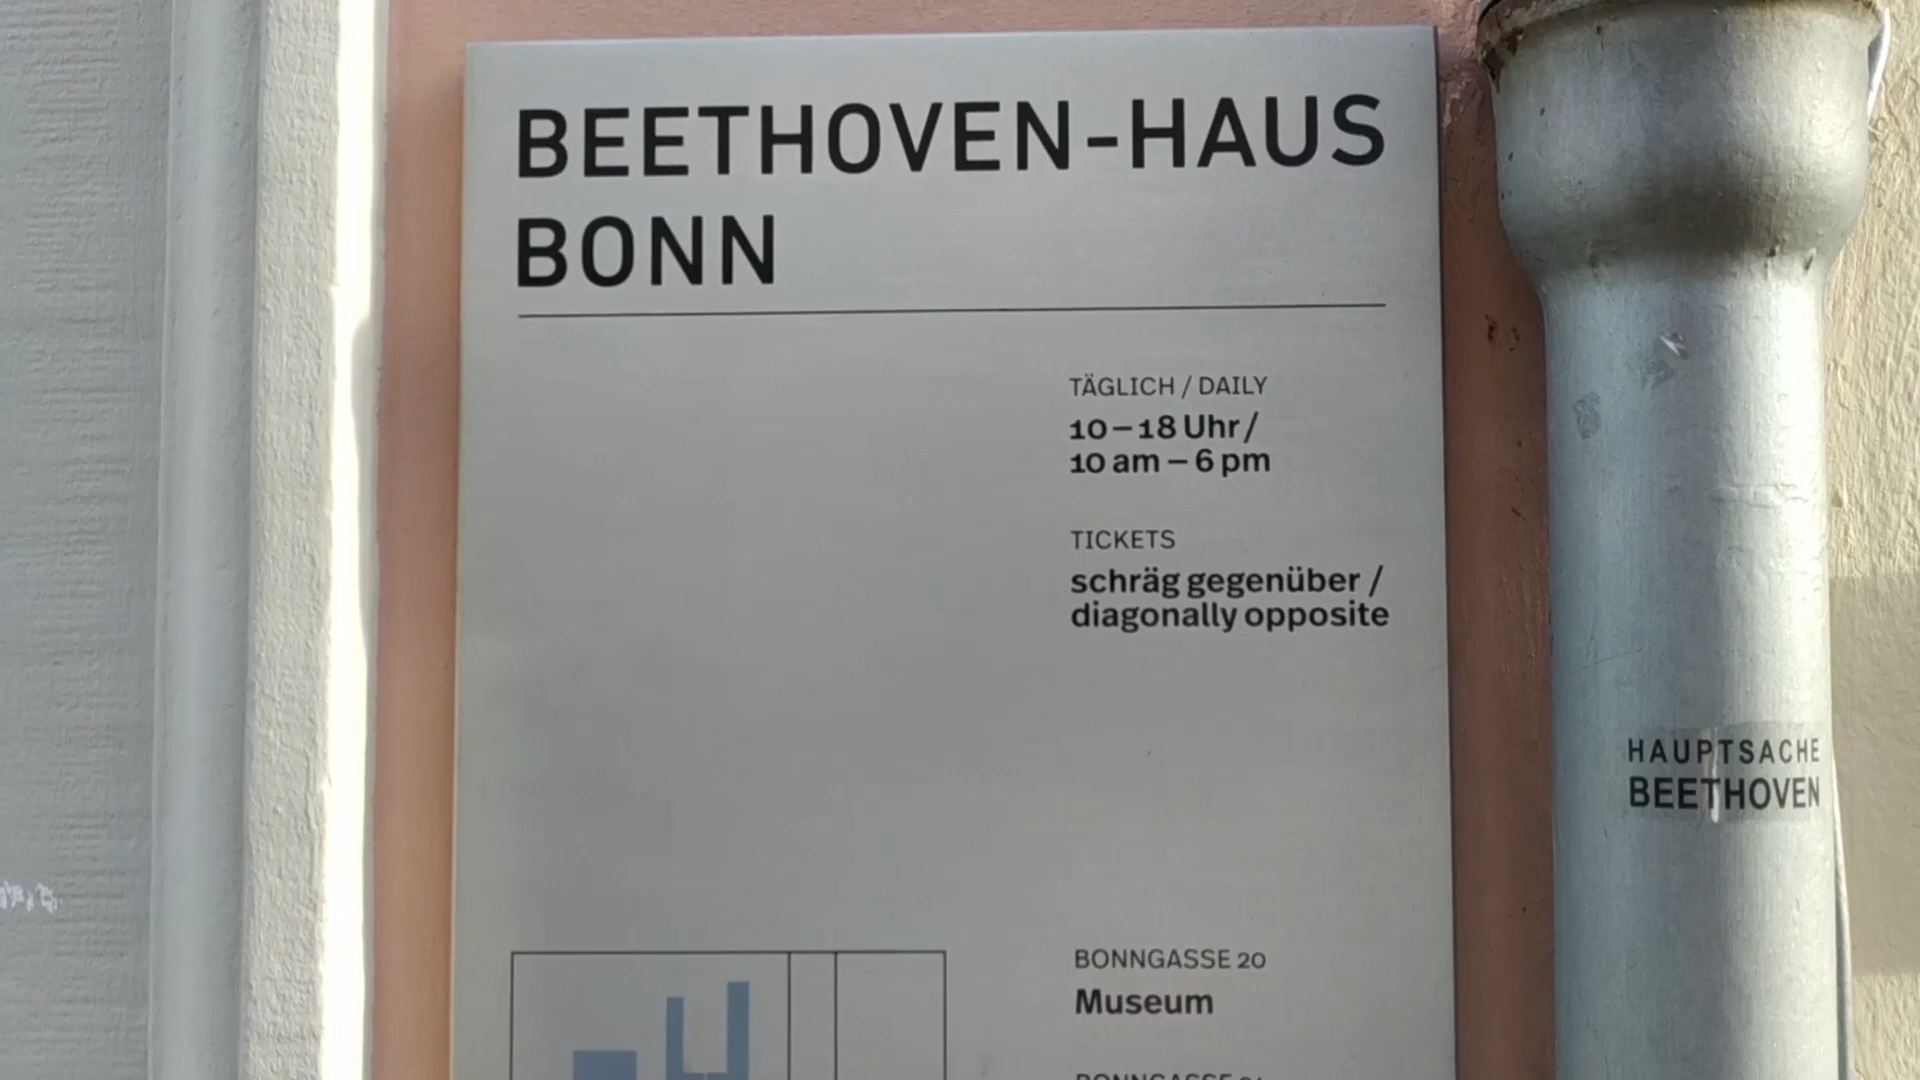 BEETHOVEN-HAUS
BONN
TÄGLICH / DAILY
10 – 18 Uhr /
10 am – 6 pm
TICKETS
schräg gegenüber /
diagonally opposite
HAUPTSACHE
BEETHOVEN
BONNGASSE 20
Museum
BONNGASSE